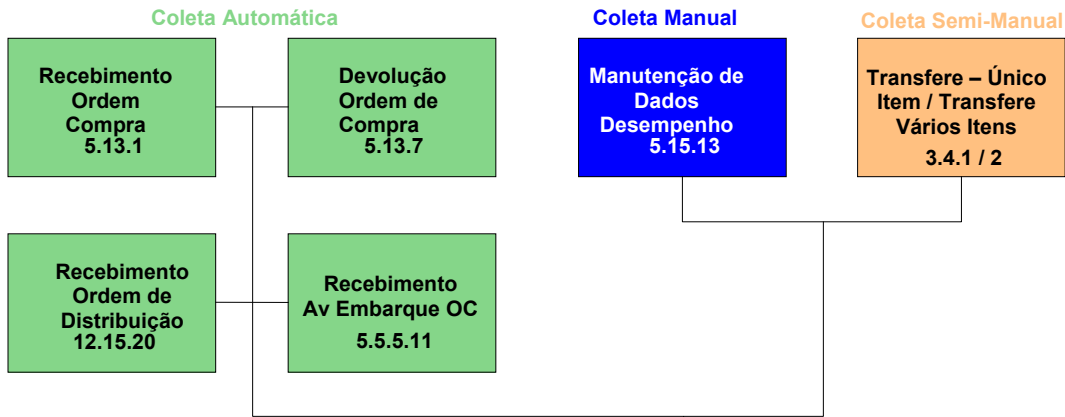 Coleta Automática
Coleta Manual
Coleta Semi-Manual
Recebimento
Ordem
Compra
5.13.1
Devolução
Ordem de
Compra
5.13.7
Manutenção de
Dados
Desempenho
5.15.13
Transfere – Único
Item / Transfere
Vários Itens
3.4.1 / 2
Recebimento
Ordem de
Distribuição
12.15.20
Recebimento
Av Embarque OC
5.5.5.11